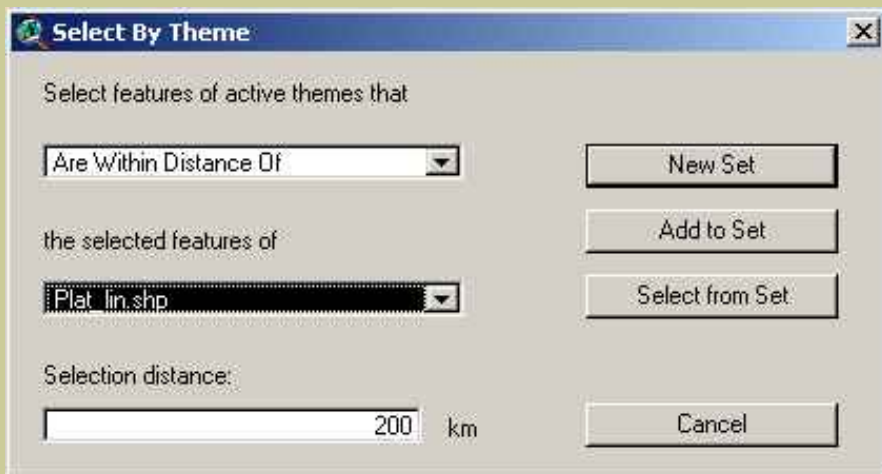 Select By Theme
Select features of active themes that
Are Within Distance Of
New Set
the selected features of
Add to Set
Plat_lin.shp
Select from Set
Selection distance:
200 km
Cancel